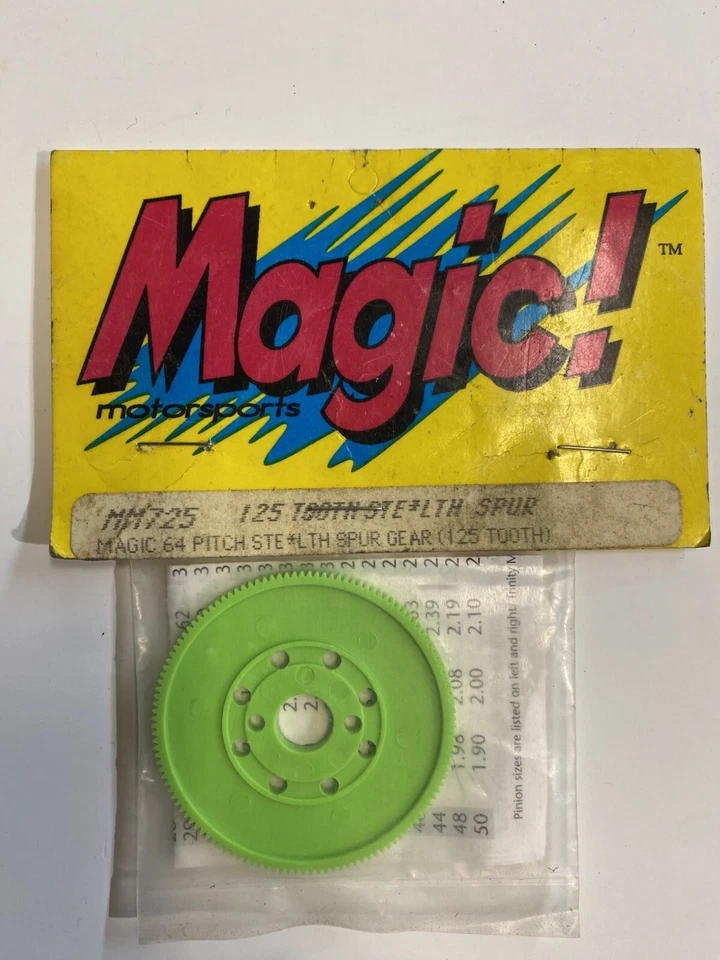 Magic!
TM
motorsports
MM725 125 TOOTH STE*LTH SPUR
MAGIC 64 PITCH STE*LTH SPUR GEAR (125 TOOTH)
2.39
2.19
2.10
2.08
2.00
1.98
1.90
44
48
50
Pinion sizes are listed on left and right. Trinity M